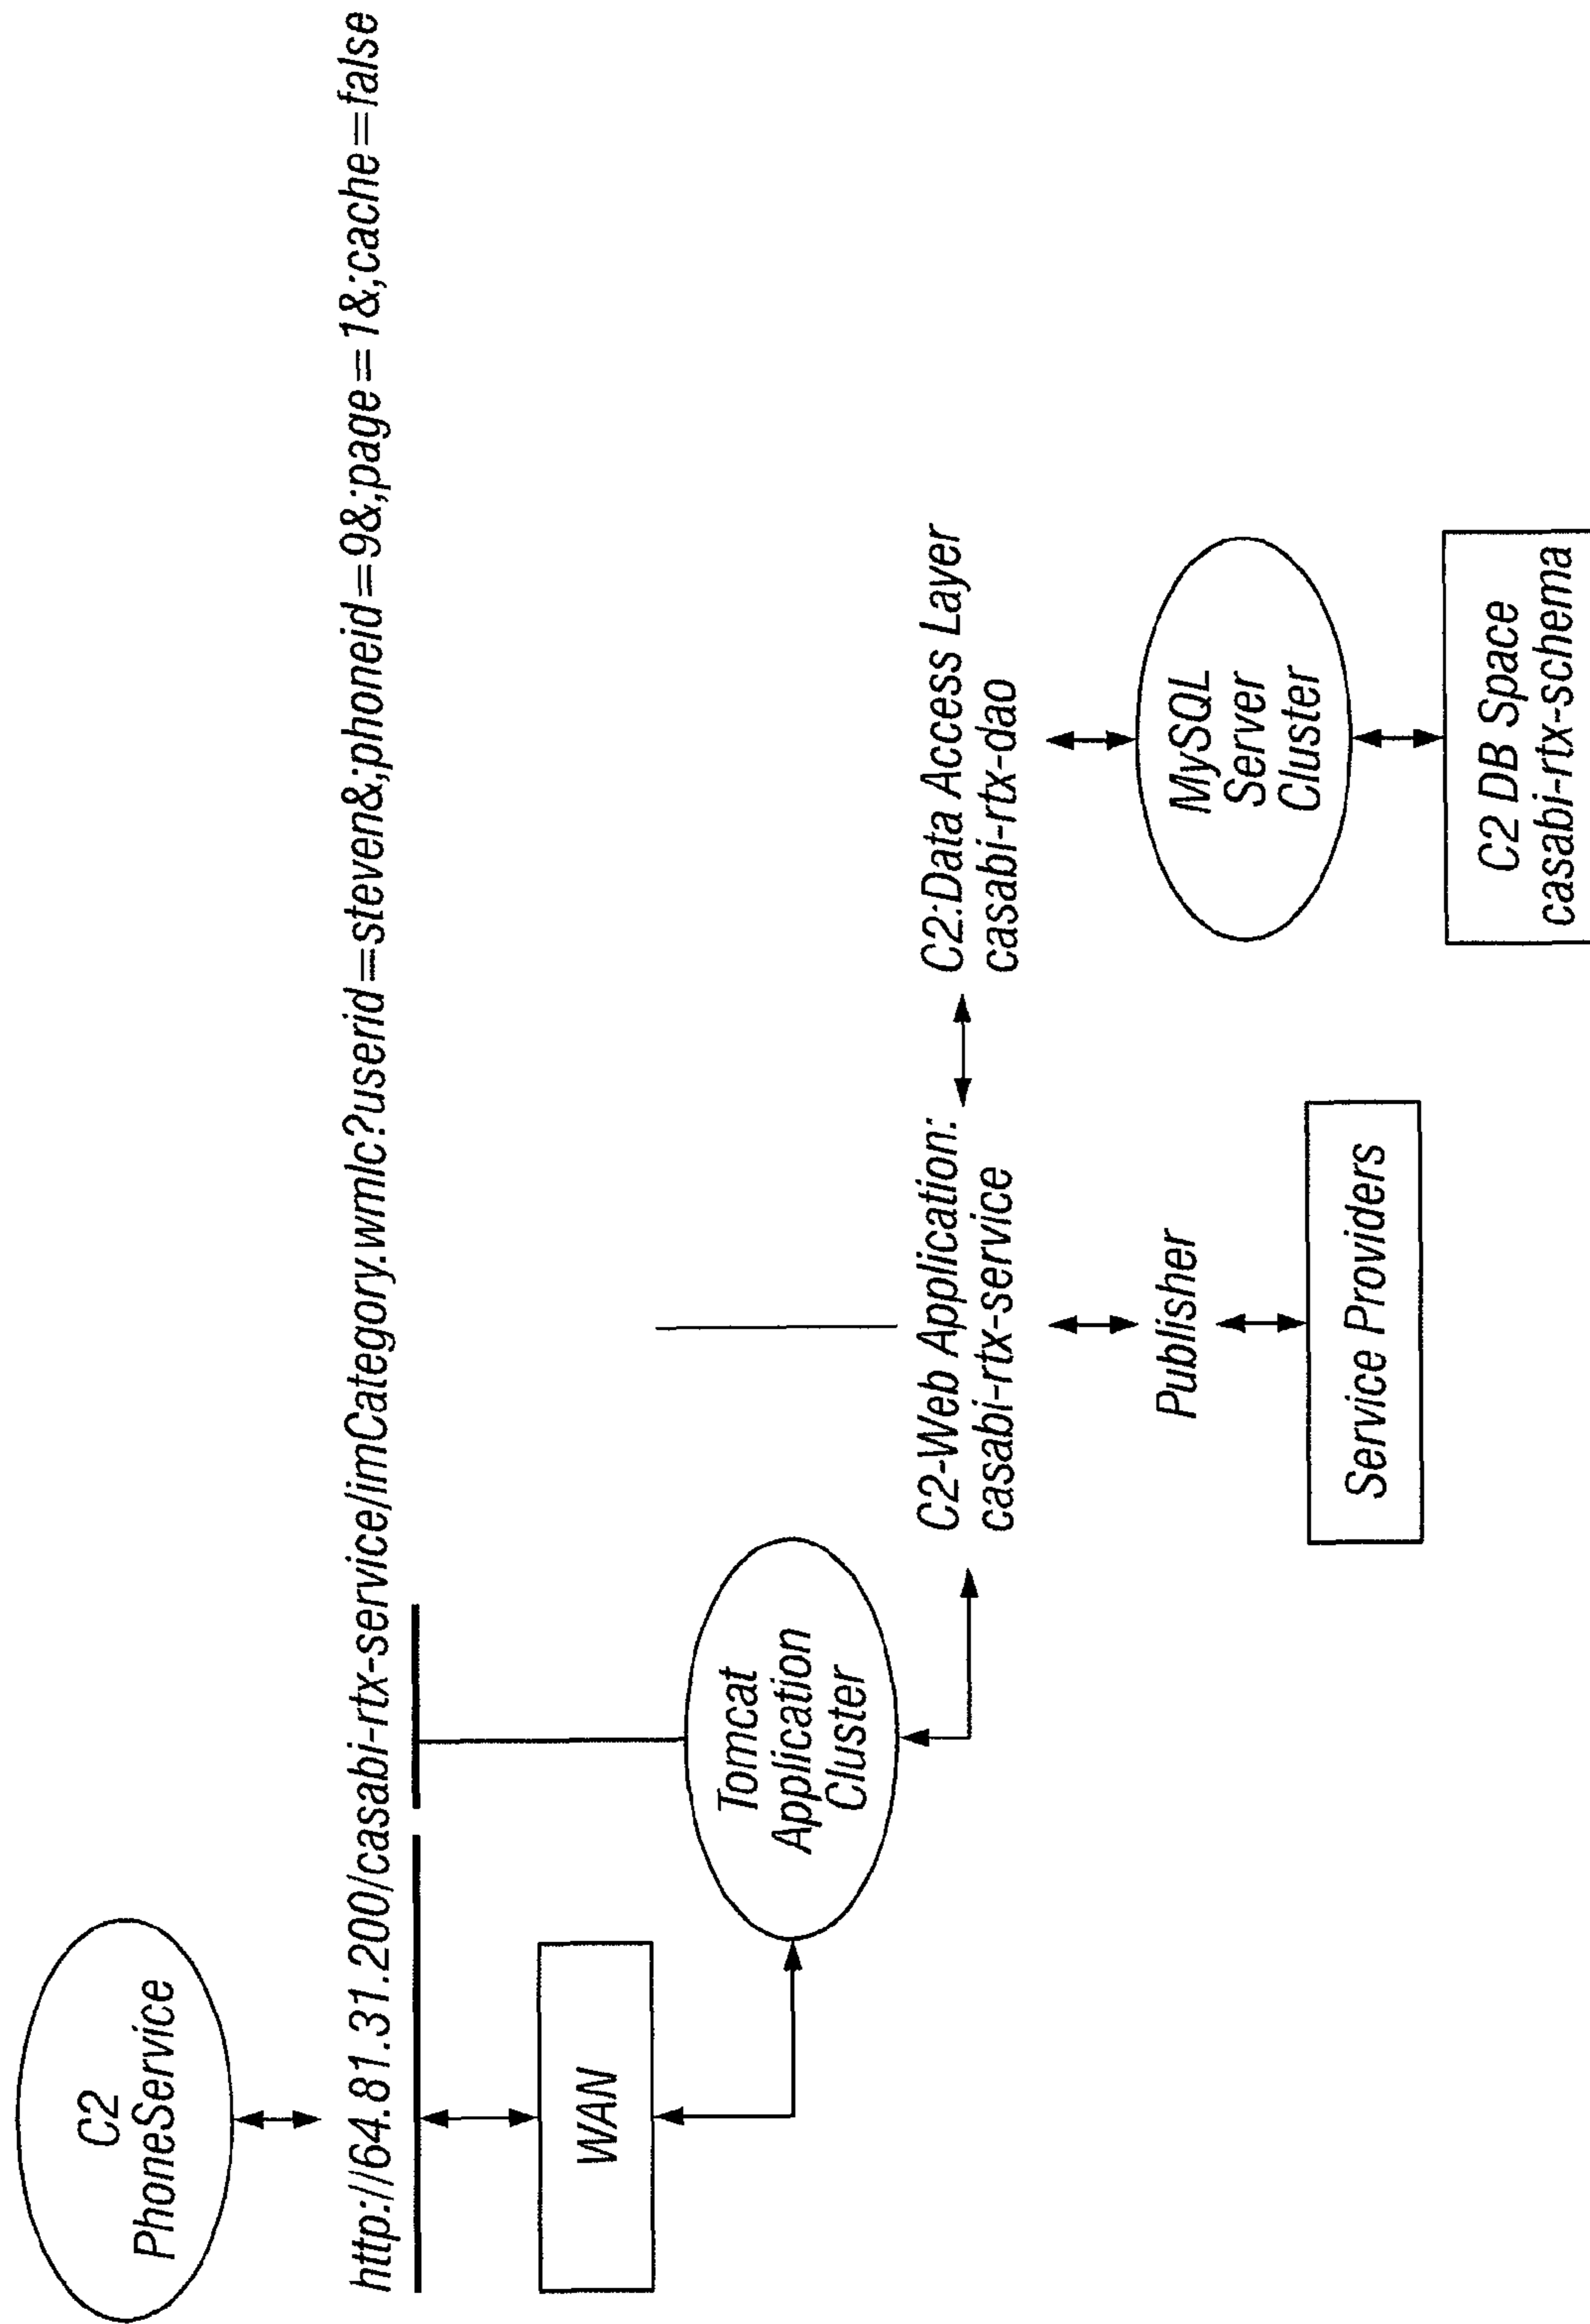 C2
PhoneService
http://64.81.31.200/casabi-rtx-service/imCategory.wmlc?userid=steven&;phoneid=9&;page=1&;cache=false
WAN
Tomcat
Application
Cluster
C2-Web Application:
casabi-rtx-service
C2:Data Access Layer
casabi-rtx-dao
Publisher
MySQL
Server
Cluster
Service Providers
C2 DB Space
casabi-rtx-schema